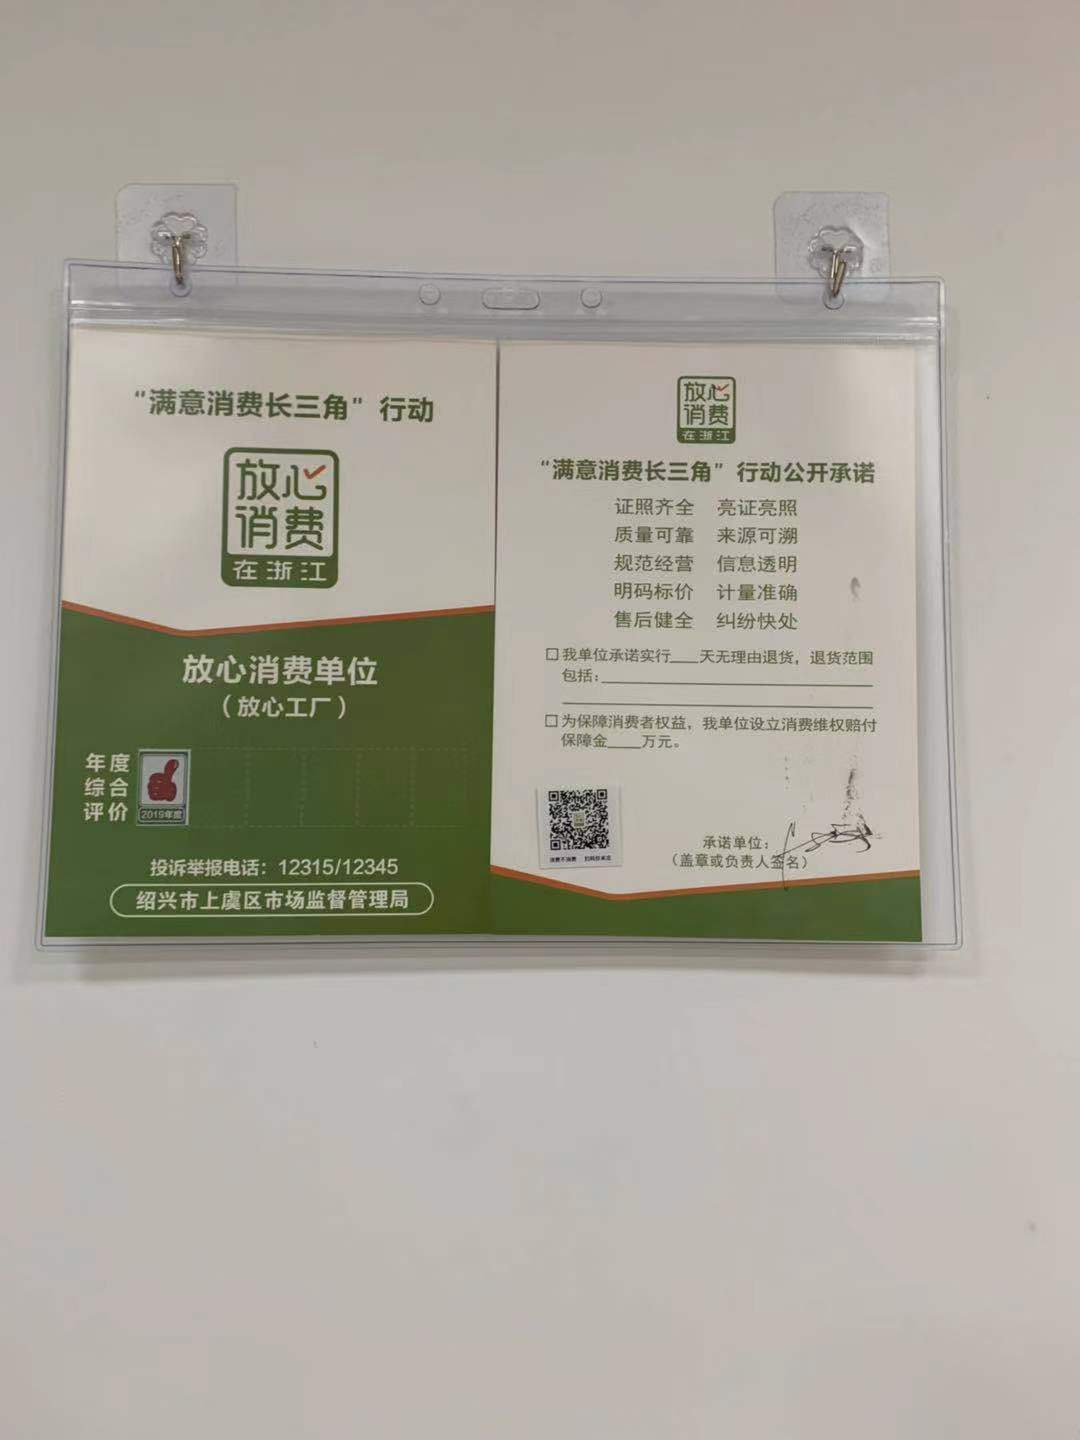 “满意消费长三角”行动
放心
消费
在浙江
放心消费单位
（放心工厂）
年度
综合
评价
2019年度
投诉举报电话：12315/12345
绍兴市上虞区市场监督管理局
放心
消费
在浙江
“满意消费长三角”行动公开承诺
证照齐全 亮证亮照
质量可靠 来源可溯
规范经营 信息透明
明码标价 计量准确
售后健全 纠纷快处
□我单位承诺实行___天无理由退货，退货范围
包括：
□为保障消费者权益，我单位设立消费维权赔付
保障金___万元。
承诺单位：
（盖章或负责人签名）